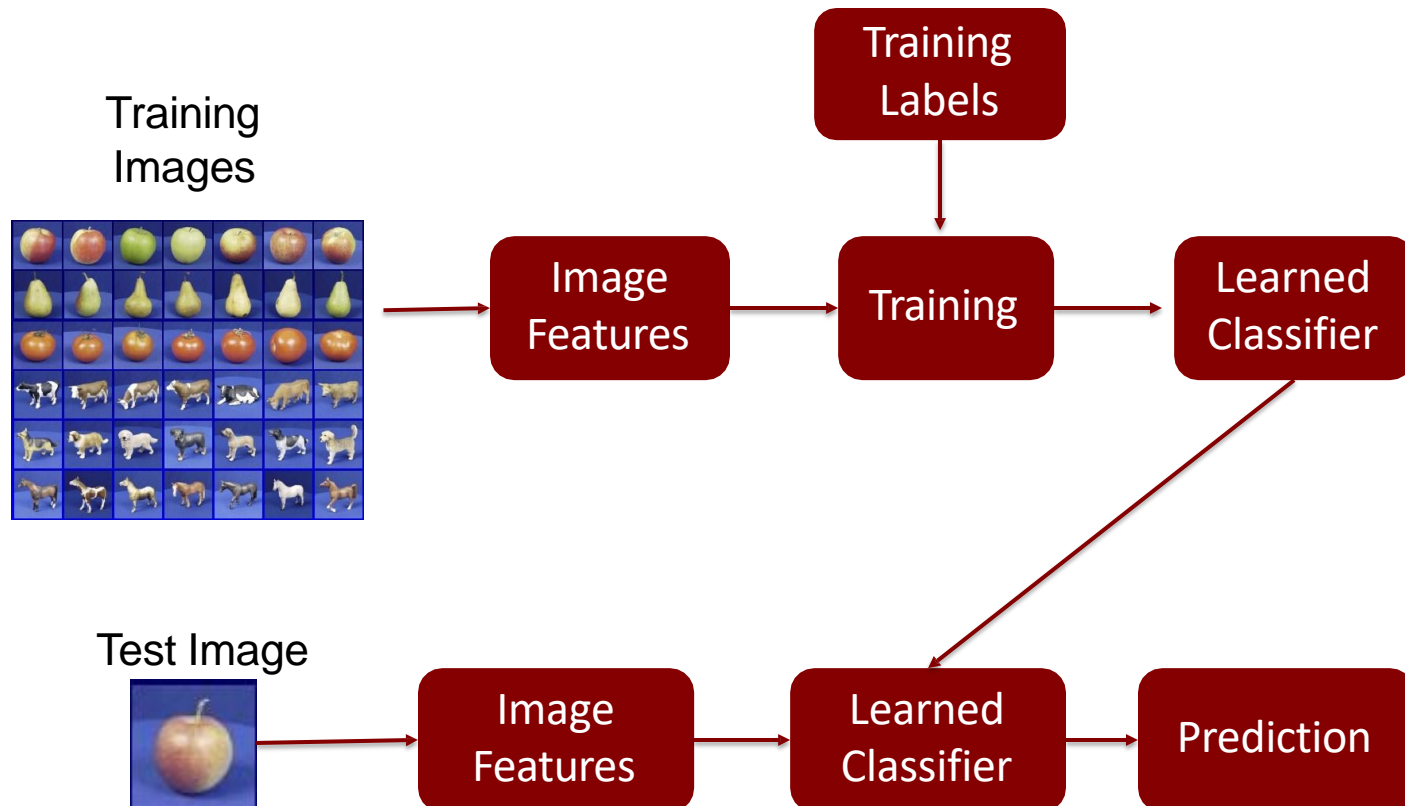 Training
Labels
Training
Images
Image
Features
Training
Learned
Classifier
Test Image
Image
Features
Learned
Classifier
Prediction